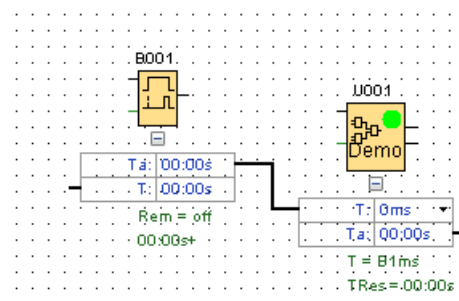 B001
U001
Demo
Ta: 00:00s
T: 00:00s
Rem = off
00:00s+
T: 0ms
Ta: 00:00s
T = B1ms
TRes=00:00s